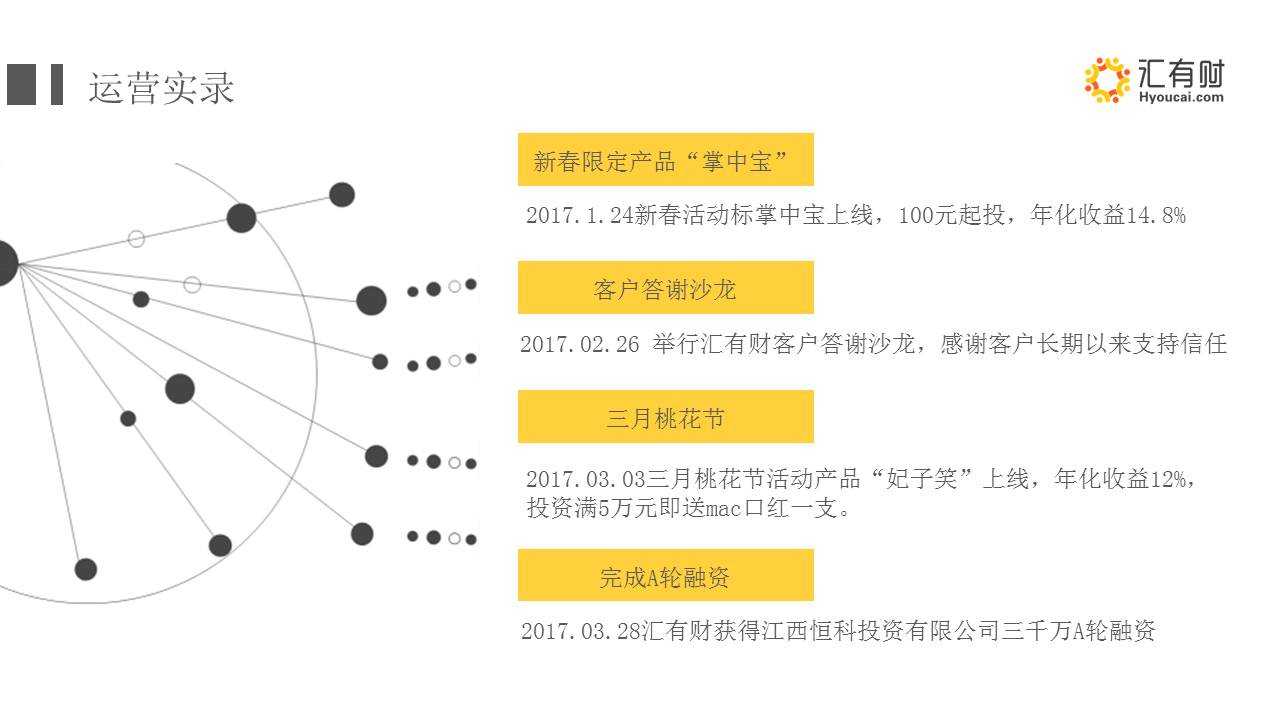 运营实录
汇有财
Hyoucai.com
新春限定产品“掌中宝”
2017.1.24新春活动标掌中宝上线，100元起投，年化收益14.8%
客户答谢沙龙
2017.02.26 举行汇有财客户答谢沙龙，感谢客户长期以来支持信任
三月桃花节
2017.03.03三月桃花节活动产品“妃子笑”上线，年化收益12%，
投资满5万元即送mac口红一支。
完成A轮融资
2017.03.28汇有财获得江西恒科投资有限公司三千万A轮融资